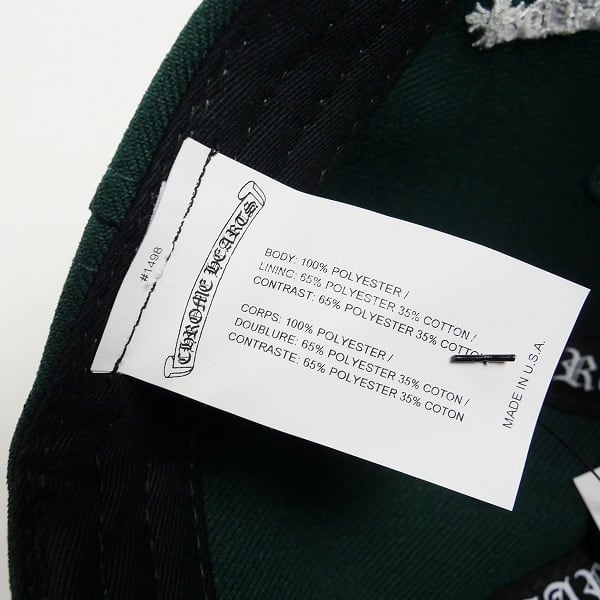 #1498
CHROME HEARTS
BODY: 100% POLYESTER /
LINING: 65% POLYESTER 35% COTTON /
CONTRAST: 65% POLYESTER 35% COTTON
CORPS: 100% POLYESTER /
DOUBLURE: 65% POLYESTER 35% COTON /
CONTRASTE: 65% POLYESTER 35% COTON
MADE IN U.S.A.